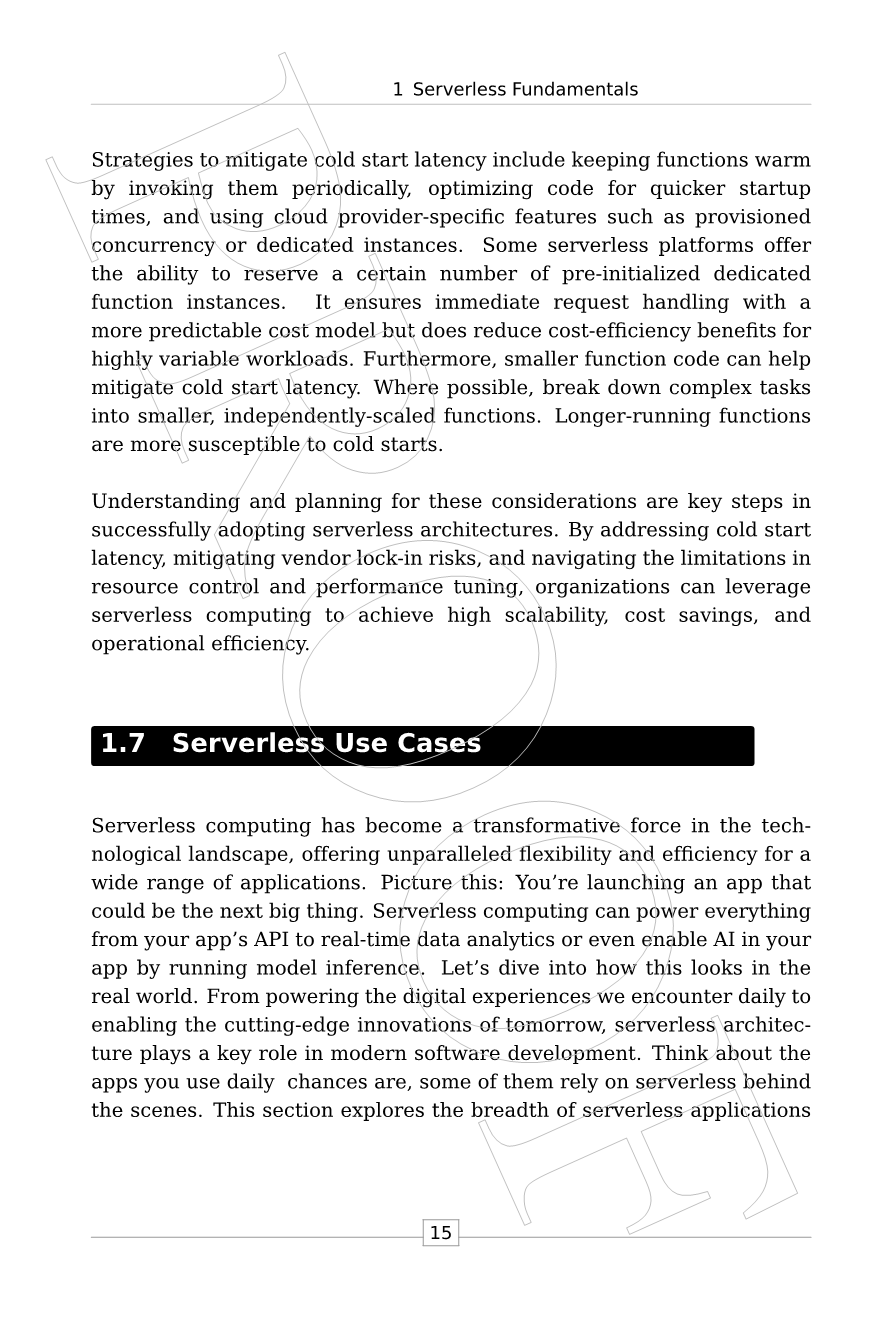 1 Serverless Fundamentals
Strategies to mitigate cold start latency include keeping functions warm
by invoking them periodically, optimizing code for quicker startup
times, and using cloud provider-specific features such as provisioned
concurrency or dedicated instances. Some serverless platforms offer
the ability to reserve a certain number of pre-initialized dedicated
function instances. It ensures immediate request handling with a
more predictable cost model but does reduce cost-efficiency benefits for
highly variable workloads. Furthermore, smaller function code can help
mitigate cold start latency. Where possible, break down complex tasks
into smaller, independently-scaled functions. Longer-running functions
are more susceptible to cold starts.
Understanding and planning for these considerations are key steps in
successfully adopting serverless architectures. By addressing cold start
latency, mitigating vendor lock-in risks, and navigating the limitations in
resource control and performance tuning, organizations can leverage
serverless computing to achieve high scalability, cost savings, and
operational efficiency.
1.7 Serverless Use Cases
Serverless computing has become a transformative force in the tech-
nological landscape, offering unparalleled flexibility and efficiency for a
wide range of applications. Picture this: You’re launching an app that
could be the next big thing. Serverless computing can power everything
from your app’s API to real-time data analytics or even enable AI in your
app by running model inference. Let’s dive into how this looks in the
real world. From powering the digital experiences we encounter daily to
enabling the cutting-edge innovations of tomorrow, serverless architec-
ture plays a key role in modern software development. Think about the
apps you use daily chances are, some of them rely on serverless behind
the scenes. This section explores the breadth of serverless applications
15
PROOF